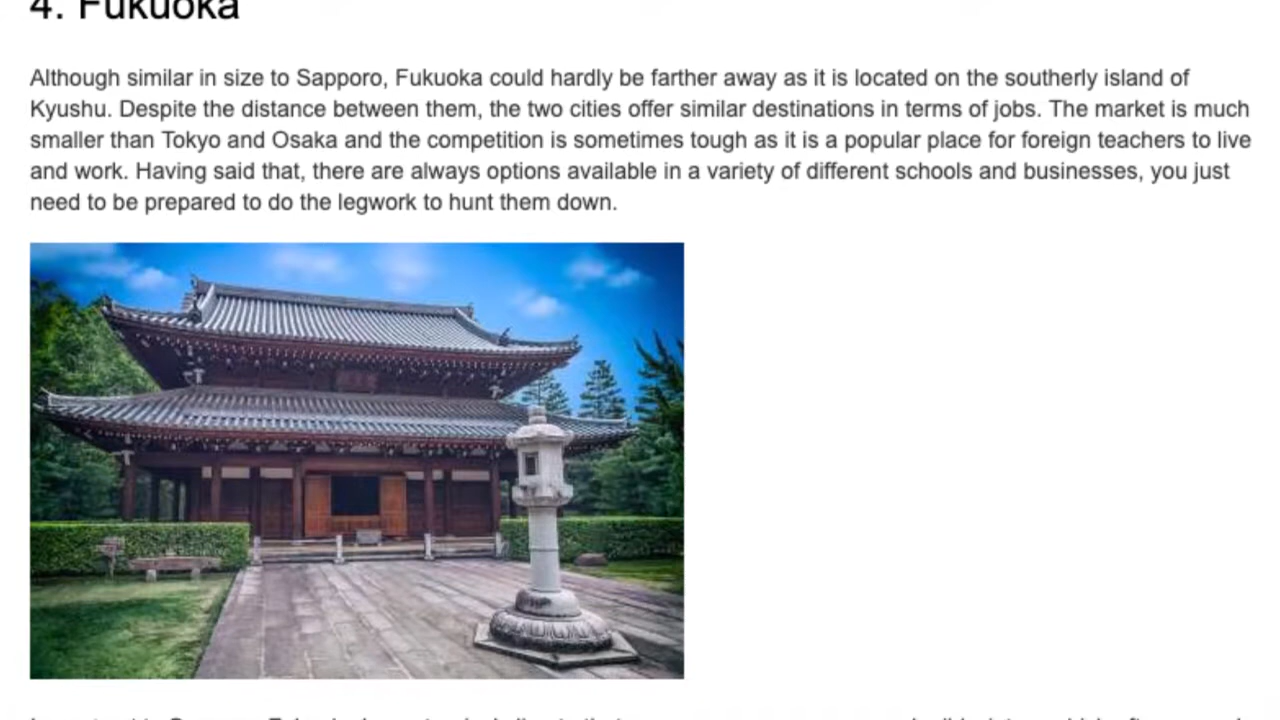 4. Fukuoka
Although similar in size to Sapporo, Fukuoka could hardly be farther away as it is located on the southerly island of
Kyushu. Despite the distance between them, the two cities offer similar destinations in terms of jobs. The market is much
smaller than Tokyo and Osaka and the competition is sometimes tough as it is a popular place for foreign teachers to live
and work. Having said that, there are always options available in a variety of different schools and businesses, you just
need to be prepared to do the legwork to hunt them down.